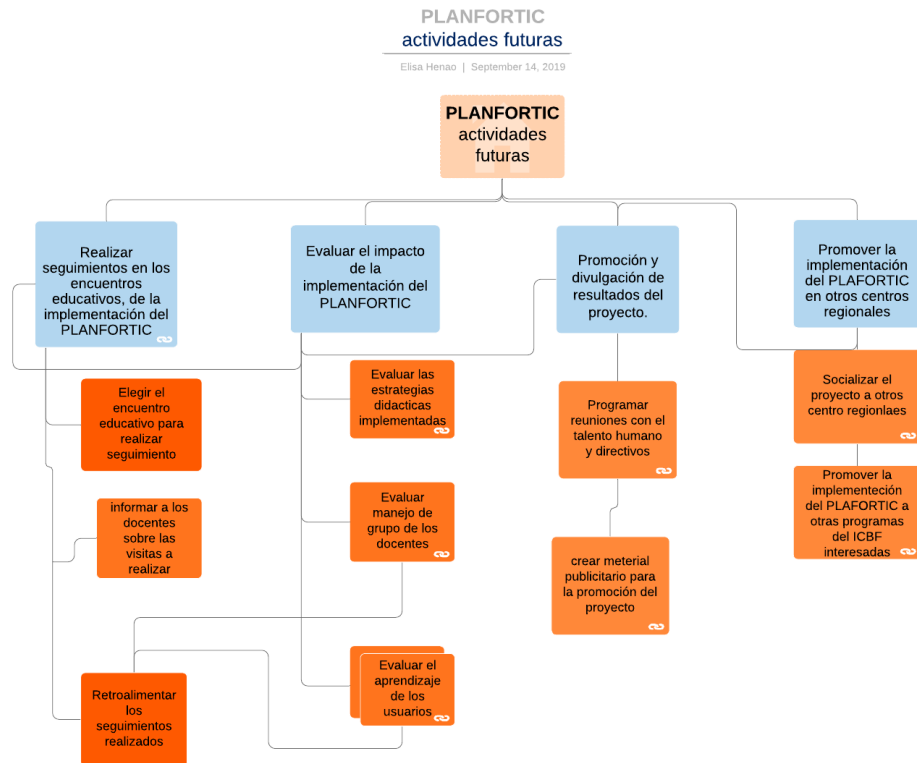 PLANFORTIC
actividades futuras
Elisa Henao | September 14, 2019
PLANFORTIC
actividades
futuras
Realizar
seguimientos en los
encuentros
educativos, de la
implementación del
PLANFORTIC
Evaluar el impacto
de la
implementación del
PLANFORTIC
Promoción y
divulgación de
resultados del
proyecto.
Promover la
implementación
del PLAFORTIC
en otros centros
regionales
Elegir el
encuentro
educativo para
realizar
seguimiento
Evaluar las
estrategias
didacticas
implementadas
Programar
reuniones con el
talento humano
y directivos
Socializar el
proyecto a otros
centro regionlaes
informar a los
docentes
sobre las
visitas a
realizar
Evaluar
manejo de
grupo de los
docentes
crear meterial
publicitario para
la promoción del
proyecto
Promover la
implementeción
del PLAFORTIC a
otras programas
del ICBF
interesadas
Retroalimentar
los
seguimientos
realizados
Evaluar el
aprendizaje
de los
usuarios